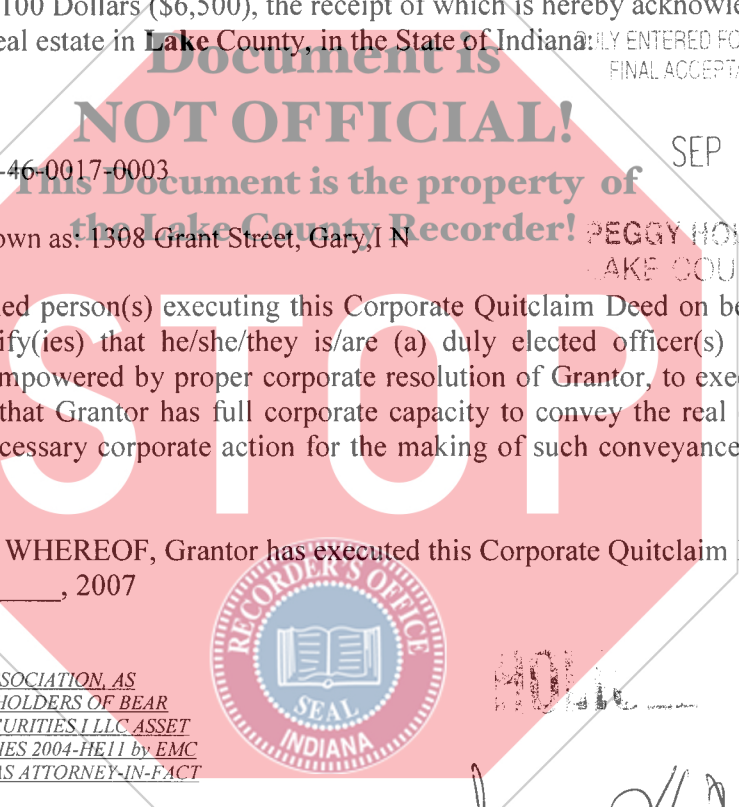 100 Dollars ($6,500), the receipt of which is hereby acknowle
eal estate in Lake County, in the State of Indiana:
DULY ENTERED FO
FINAL ACCEPTA
Document is
NOT OFFICIAL!
This Document is the property of
the Lake County Recorder!
SEP
-46-0017-0003
own as: 1308 Grant Street, Gary,I N
PEGGY HOL
LAKE COU
ed person(s) executing this Corporate Quitclaim Deed on be
ify(ies) that he/she/they is/are (a) duly elected officer(s)
mpowered by proper corporate resolution of Grantor, to exec
that Grantor has full corporate capacity to convey the real
cessary corporate action for the making of such conveyance
STOP
WHEREOF, Grantor has executed this Corporate Quitclaim
, 2007
RECORDER'S OFFICE
SEAL
INDIANA
SOCIATION, AS
HOLDERS OF BEAR
CURITIES I LLC ASSET
IES 2004-HE11 by EMC
AS ATTORNEY-IN-FACT